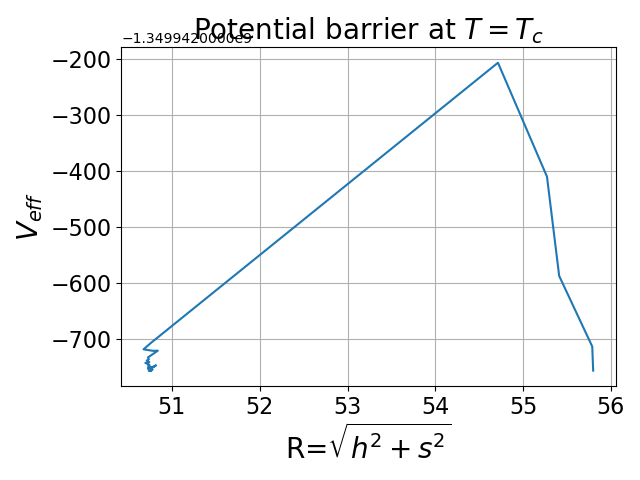 Potential barrier at $T = T_c$
−1.3499420000e9
−200
−300
−400
−500
−600
−700
$V_{eff}$
51 52 53 54 55 56
R=$\sqrt{h^2 + s^2}$